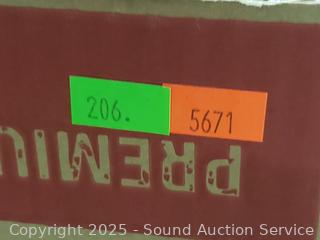 206.
5671
PREMIU
Copyright 2025 - Sound Auction Service